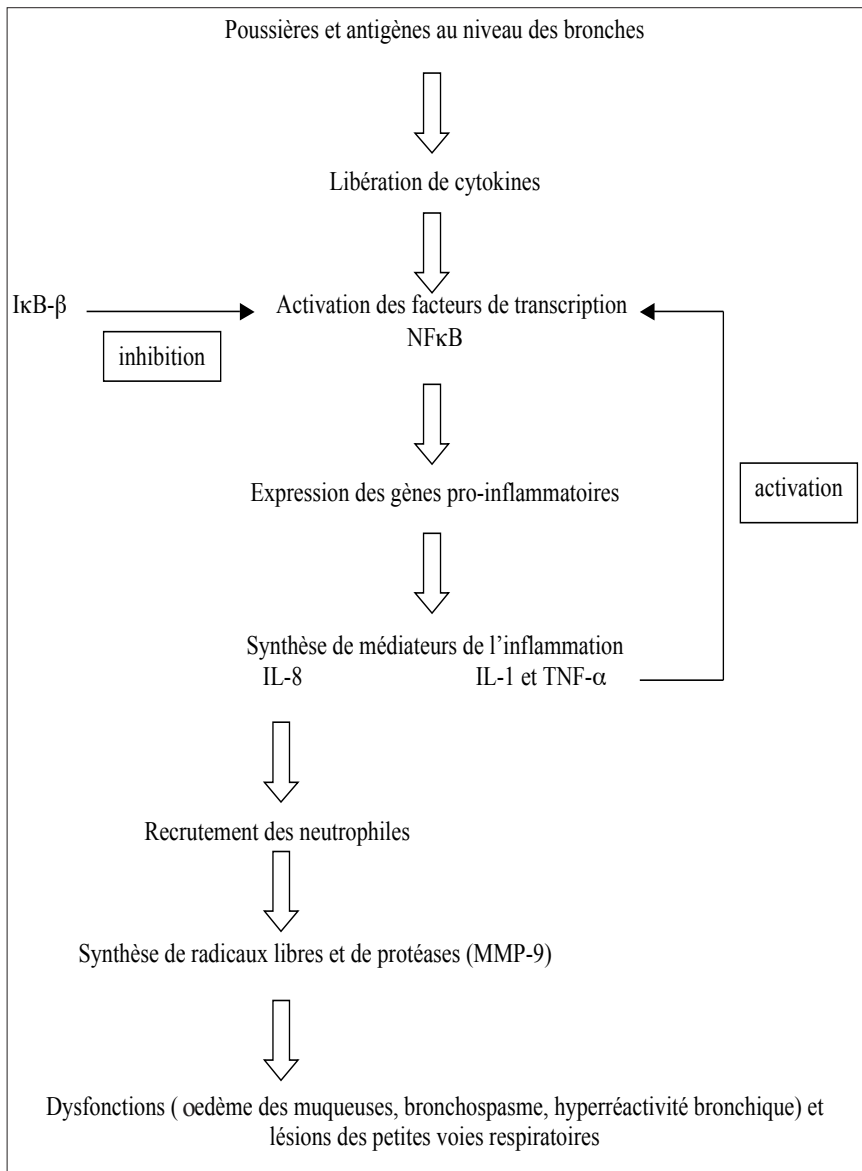 Poussières et antigènes au niveau des bronches
Libération de cytokines
IκB-β
Activation des facteurs de transcription
NFκB
inhibition
Expression des gènes pro-inflammatoires
activation
Synthèse de médiateurs de l’inflammation
IL-8 IL-1 et TNF-α
Recrutement des neutrophiles
Synthèse de radicaux libres et de protéases (MMP-9)
Dysfonctions ( oedème des muqueuses, bronchospasme, hyperréactivité bronchique) et
lésions des petites voies respiratoires